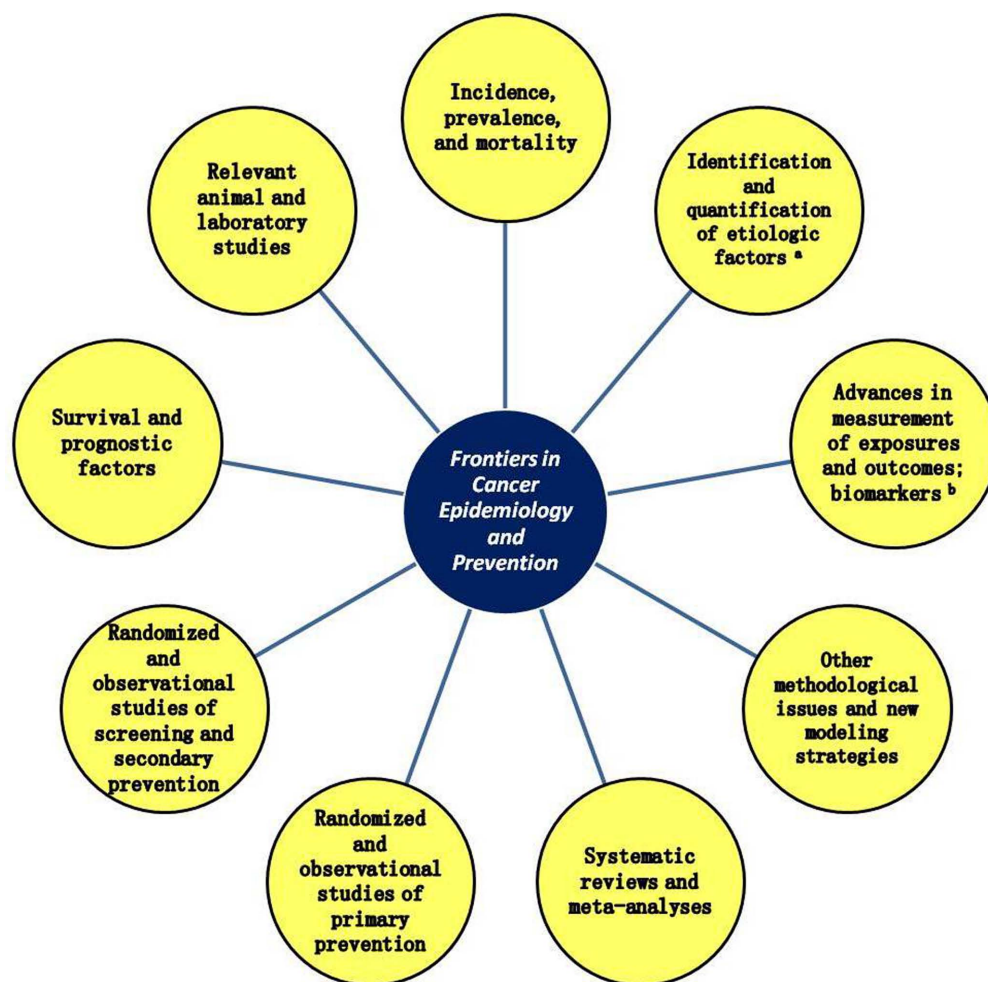 Incidence,
prevalence,
and mortality
Identification
and
quantification
of etiologic
factors ᵃ
Advances in
measurement
of exposures
and outcomes;
biomarkers ᵇ
Other
methodological
issues and new
modeling
strategies
Systematic
reviews and
meta-analyses
Randomized
and
observational
studies of
primary
prevention
Randomized
and
observational
studies of
screening and
secondary
prevention
Survival and
prognostic
factors
Relevant
animal and
laboratory
studies
Frontiers in
Cancer
Epidemiology
and
Prevention